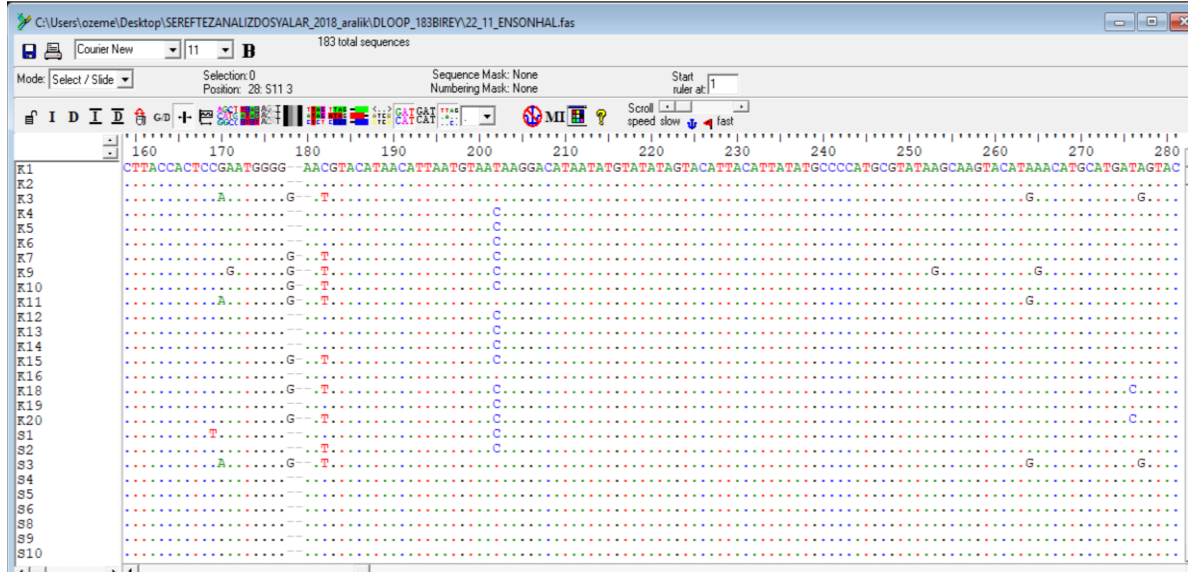 C:\Users\ozeme\Desktop\SEREFTEZANALIZDOSYALAR_2018_aralik\DLOOP_183BIREY\22_11_ENSONHAL.fas
Courier New 11 B 183 total sequences
Mode: Select / Slide Selection: 0 Sequence Mask: None Start
Position: 28: S11 3 Numbering Mask: None ruler at: 1
I D I D G/D MI ? Scroll
speed slow fast
160 170 180 190 200 210 220 230 240 250 260 270 280
K1 CTTACCACTCCGAATGGGG--AACGTACATAACATTAATGTAATAAGGACATAATATGTATATAGTACATTACATTATATGCCCCATGCGTATAAGCAAGTACATAAACATGCATGATAGTAC
K2 --
K3 A G -- T G G
K4 -- C
K5 -- C
K6 -- C
K7 G -- T C
K9 G G -- T C G G
K10 G -- T C
K11 A G -- T G
K12 -- C
K13 -- C
K14 -- C
K15 G -- T C
K16 --
K18 G -- T C C
K19 -- C
K20 G -- T C C
S1 T -- C
S2 -- T C
S3 A G -- T G G
S4 --
S5 --
S6 --
S8 --
S9 --
S10 --